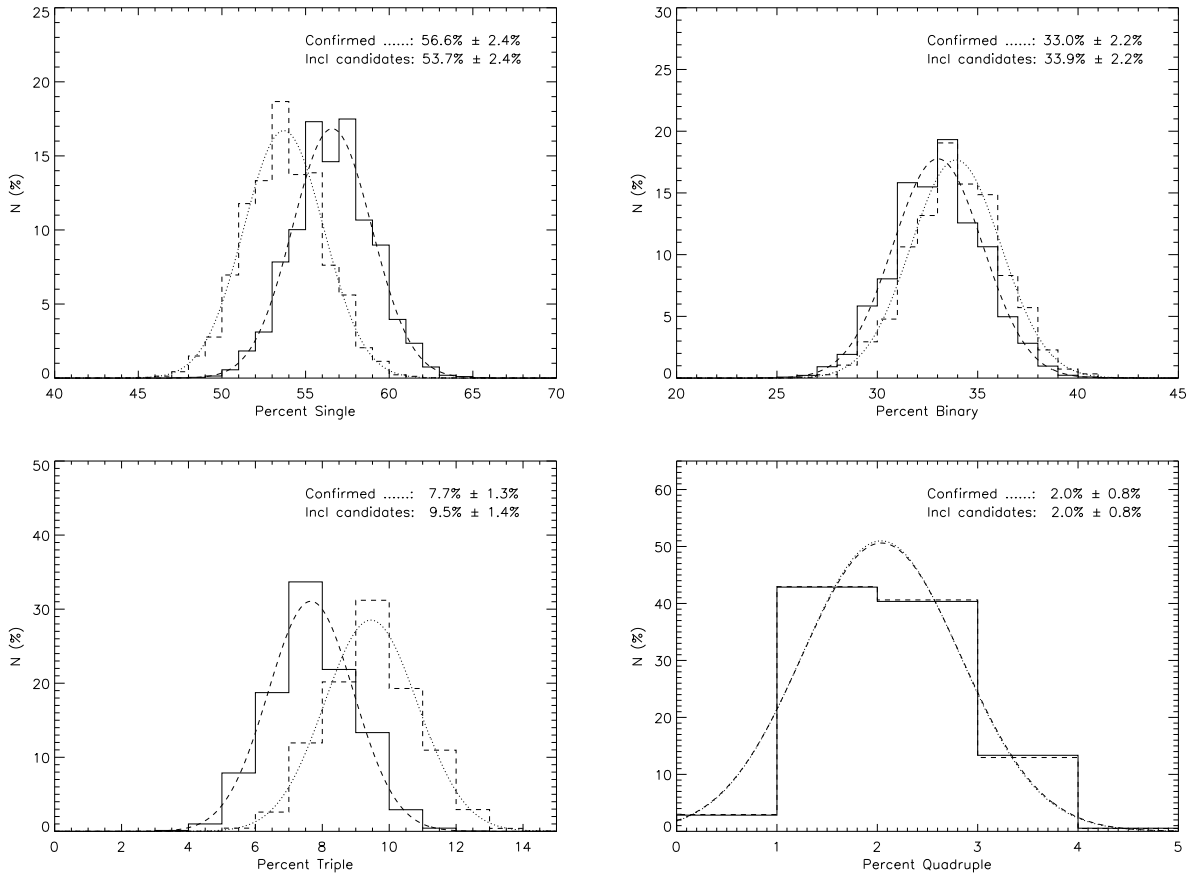 25
20
15
10
5
0
N (%)
Confirmed ......: 56.6% ± 2.4%
Incl candidates: 53.7% ± 2.4%
40 45 50 55 60 65 70
Percent Single
30
25
20
15
10
5
0
N (%)
Confirmed ......: 33.0% ± 2.2%
Incl candidates: 33.9% ± 2.2%
20 25 30 35 40 45
Percent Binary
50
40
30
20
10
0
N (%)
Confirmed ......: 7.7% ± 1.3%
Incl candidates: 9.5% ± 1.4%
0 2 4 6 8 10 12 14
Percent Triple
60
50
40
30
20
10
0
N (%)
Confirmed ......: 2.0% ± 0.8%
Incl candidates: 2.0% ± 0.8%
0 1 2 3 4 5
Percent Quadruple